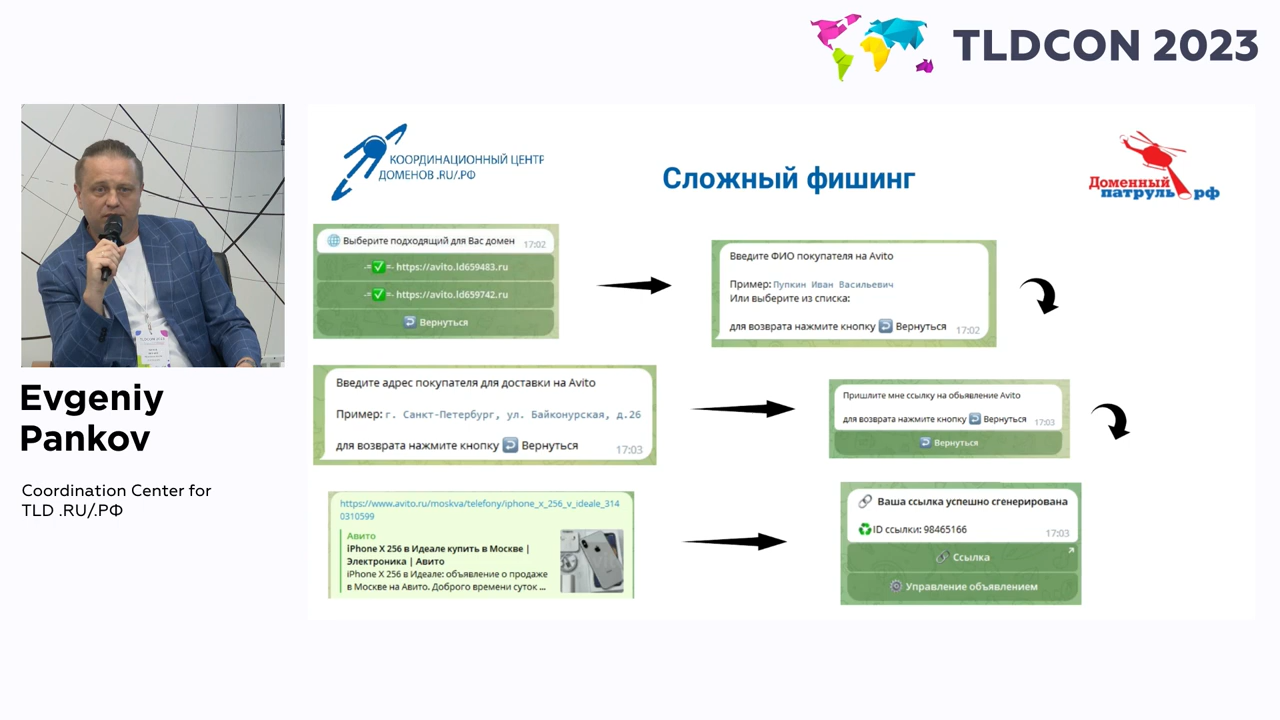 TLDCON 2023
КООРДИНАЦИОННЫЙ ЦЕНТР
ДОМЕНОВ .RU/.РФ
Сложный фишинг
Доменный
патруль рф
Выберите подходящий для Вас домен 17:02
-=✅=- https://avito.ld659483.ru
-=✅=- https://avito.ld659742.ru
Вернуться
Введите ФИО покупателя на Avito
Пример: Пупкин Иван Васильевич
Или выберите из списка:
для возврата нажмите кнопку Вернуться 17:02
Введите адрес покупателя для доставки на Avito
Пример: г. Санкт-Петербург, ул. Байконурская, д.26
для возврата нажмите кнопку Вернуться 17:03
Пришлите мне ссылку на обьявление Avito
для возврата нажмите кнопку Вернуться 17:03
Вернуться
https://www.avito.ru/moskva/telefony/iphone_x_256_v_ideale_314
0310599
Авито
iPhone X 256 в Идеале купить в Москве |
Электроника | Авито
iPhone X 256 в Идеале: объявление о продаже
в Москве на Авито. Доброго времени суток ...
Ваша ссылка успешно сгенерирована
ID ссылки: 98465166 17:03
Ссылка
Управление объявлением
Evgeniy
Pankov
Coordination Center for
TLD .RU/.РФ